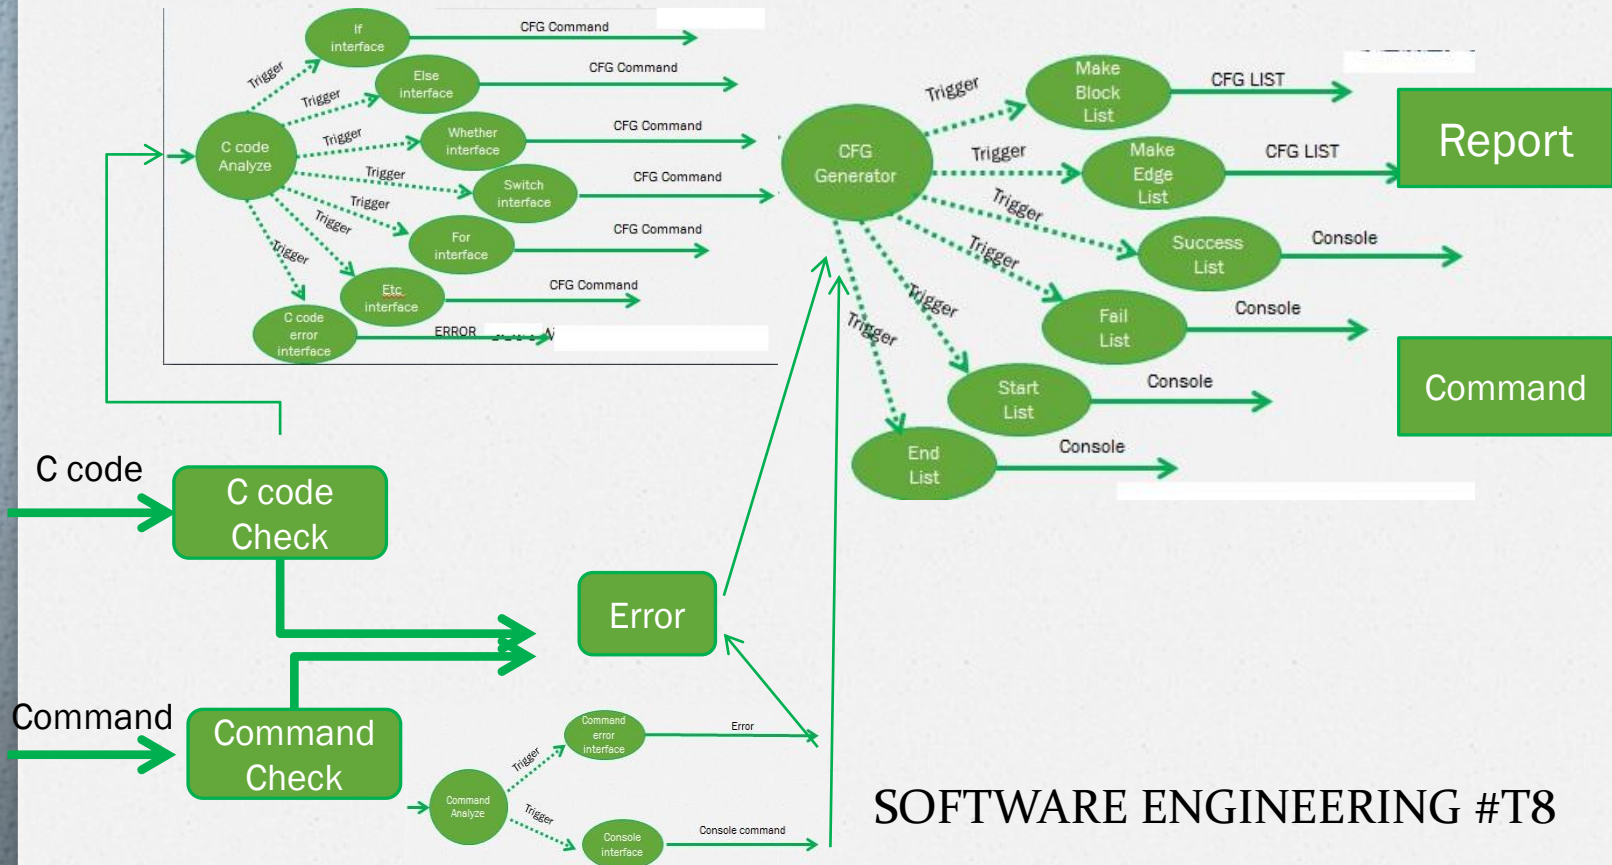 If
interface
CFG Command
Trigger
Else
interface
CFG Command
Trigger
Whether
interface
CFG Command
Trigger
C code
Analyze
Switch
interface
CFG Command
Trigger
For
interface
CFG Command
Trigger
Etc
interface
CFG Command
Trigger
C code
error
interface
ERROR
Trigger
CFG
Generator
Trigger
Make
Block
List
CFG LIST
Trigger
Make
Edge
List
CFG LIST
Report
Trigger
Success
List
Console
Trigger
Fail
List
Console
Trigger
Start
List
Console
Trigger
End
List
Console
Command
C code
C code
Check
Error
Command
Command
Check
Command
Analyze
Trigger
Command
error
interface
Error
Trigger
Console
interface
Console command
SOFTWARE ENGINEERING #T8